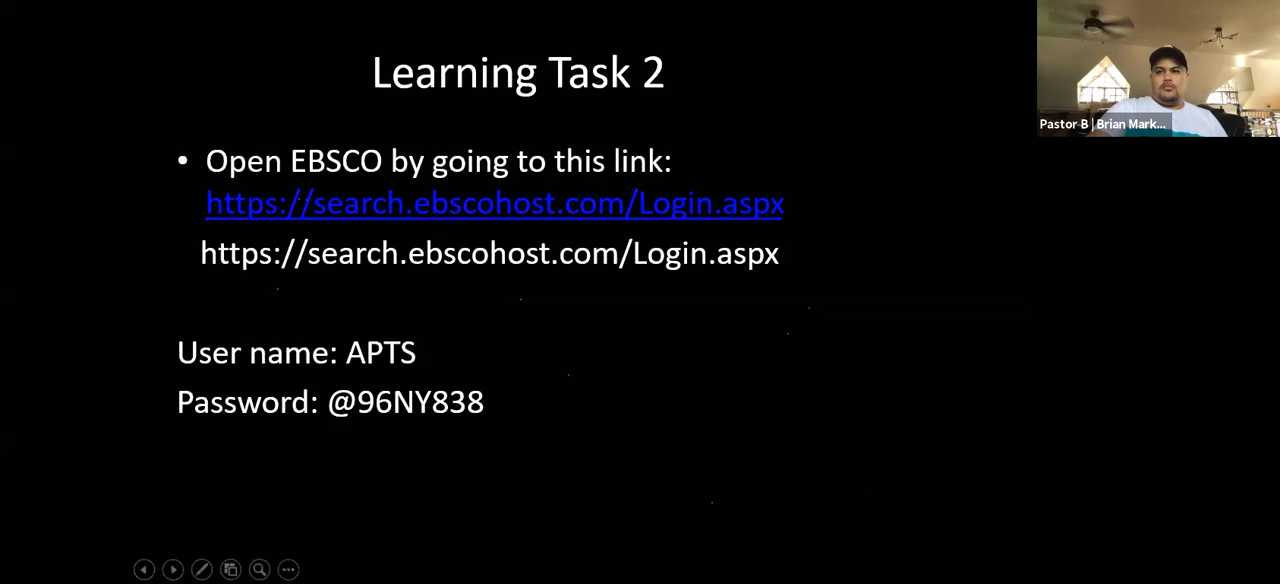 Learning Task 2
• Open EBSCO by going to this link:
https://search.ebscohost.com/Login.aspx
https://search.ebscohost.com/Login.aspx
User name: APTS
Password: @96NY838
Pastor B | Brian Mark...